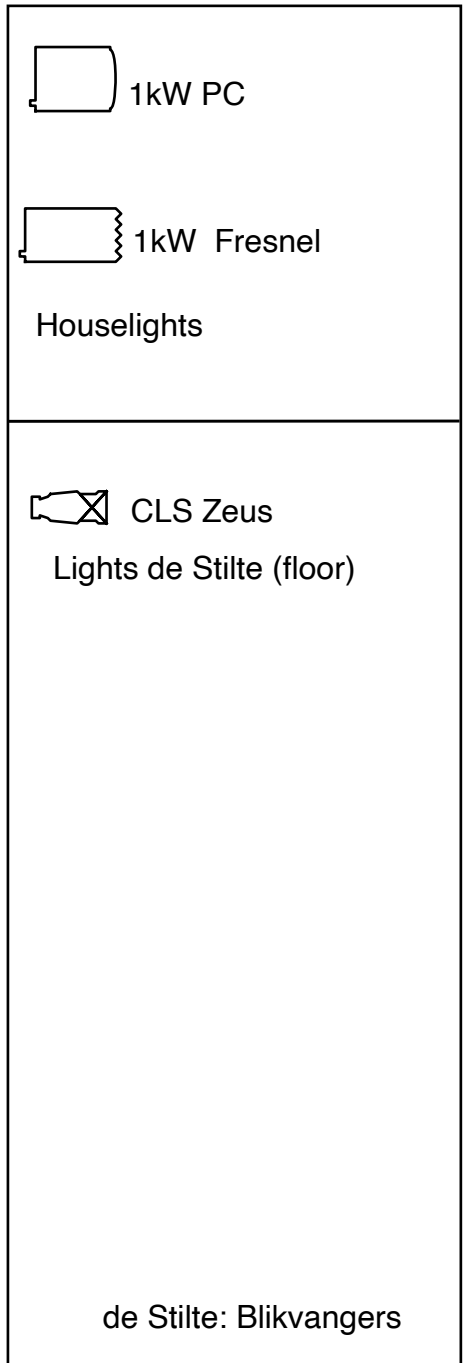 1kW PC
1kW  Fresnel
Houselights
CLS Zeus
Lights de Stilte (floor)
de Stilte: Blikvangers